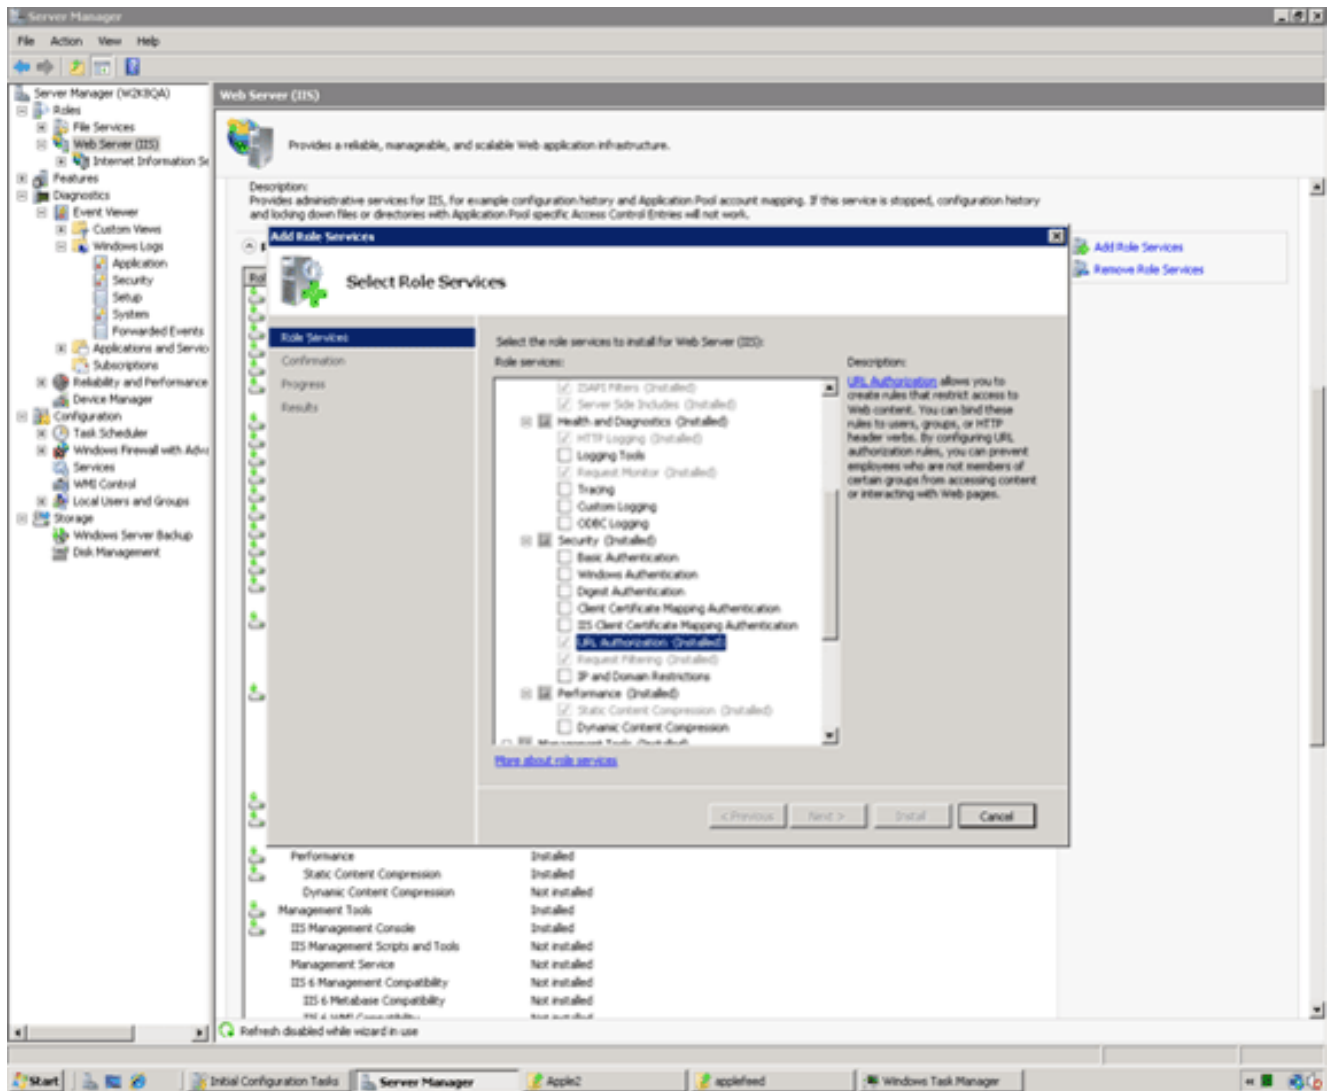 Server Manager
File Action View Help
Server Manager (W2K8QA)
Roles
File Services
Web Server (IIS)
Internet Information Se
Features
Diagnostics
Event Viewer
Custom Views
Windows Logs
Application
Security
Setup
System
Forwarded Events
Applications and Servic
Subscriptions
Reliability and Performance
Device Manager
Configuration
Task Scheduler
Windows Firewall with Adva
Services
WMI Control
Local Users and Groups
Storage
Windows Server Backup
Disk Management
Web Server (IIS)
Provides a reliable, manageable, and scalable Web application infrastructure.
Description:
Provides administrative services for IIS, for example configuration history and Application Pool account mapping. If this service is stopped, configuration history
and locking down files or directories with Application Pool specific Access Control Entries will not work.
Add Role Services
Remove Role Services
Add Role Services
Select Role Services
Role Services
Confirmation
Progress
Results
Select the role services to install for Web Server (IIS):
Role services:
ISAPI Filters (Installed)
Server Side Includes (Installed)
Health and Diagnostics (Installed)
HTTP Logging (Installed)
Logging Tools
Request Monitor (Installed)
Tracing
Custom Logging
ODBC Logging
Security (Installed)
Basic Authentication
Windows Authentication
Digest Authentication
Client Certificate Mapping Authentication
IIS Client Certificate Mapping Authentication
URL Authorization (Installed)
Request Filtering (Installed)
IP and Domain Restrictions
Performance (Installed)
Static Content Compression (Installed)
Dynamic Content Compression
Management Tools (Installed)
Description:
URL Authorization allows you to
create rules that restrict access to
Web content. You can bind these
rules to users, groups, or HTTP
header verbs. By configuring URL
authorization rules, you can prevent
employees who are not members of
certain groups from accessing content
or interacting with Web pages.
More about role services
< Previous Next > Install Cancel
Performance Installed
Static Content Compression Installed
Dynamic Content Compression Not installed
Management Tools Installed
IIS Management Console Installed
IIS Management Scripts and Tools Not installed
Management Service Not installed
IIS 6 Management Compatibility Not installed
IIS 6 Metabase Compatibility Not installed
IIS 6 WMI Compatibility Not installed
Refresh disabled while wizard in use
Start Initial Configuration Tasks Server Manager Apple2 applefeed Windows Task Manager